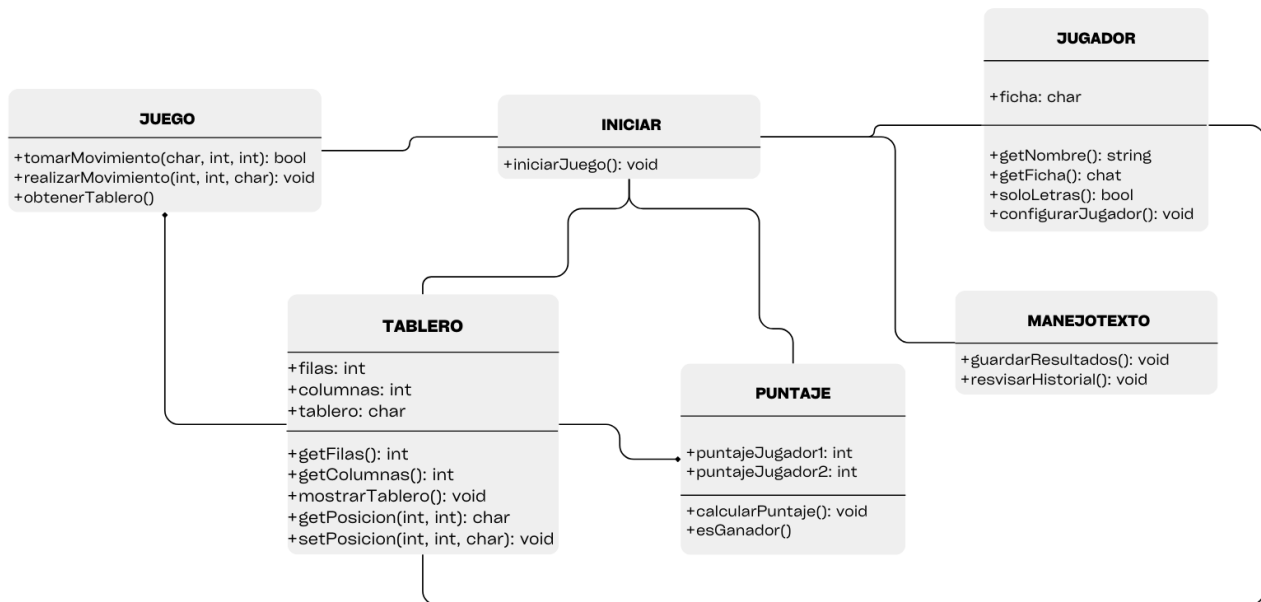 JUGADOR
+ficha: char
+getNombre(): string
+getFicha(): chat
+soloLetras(): bool
+configurarJugador(): void
JUEGO
+tomarMovimiento(char, int, int): bool
+realizarMovimiento(int, int, char): void
+obtenerTablero()
INICIAR
+iniciarJuego(): void
TABLERO
+filas: int
+columnas: int
+tablero: char
+getFilas(): int
+getColumnas(): int
+mostrarTablero(): void
+getPosicion(int, int): char
+setPosicion(int, int, char): void
PUNTAJE
+puntajeJugador1: int
+puntajeJugador2: int
+calcularPuntaje(): void
+esGanador()
MANEJOTEXTO
+guardarResultados(): void
+resvisarHistorial(): void